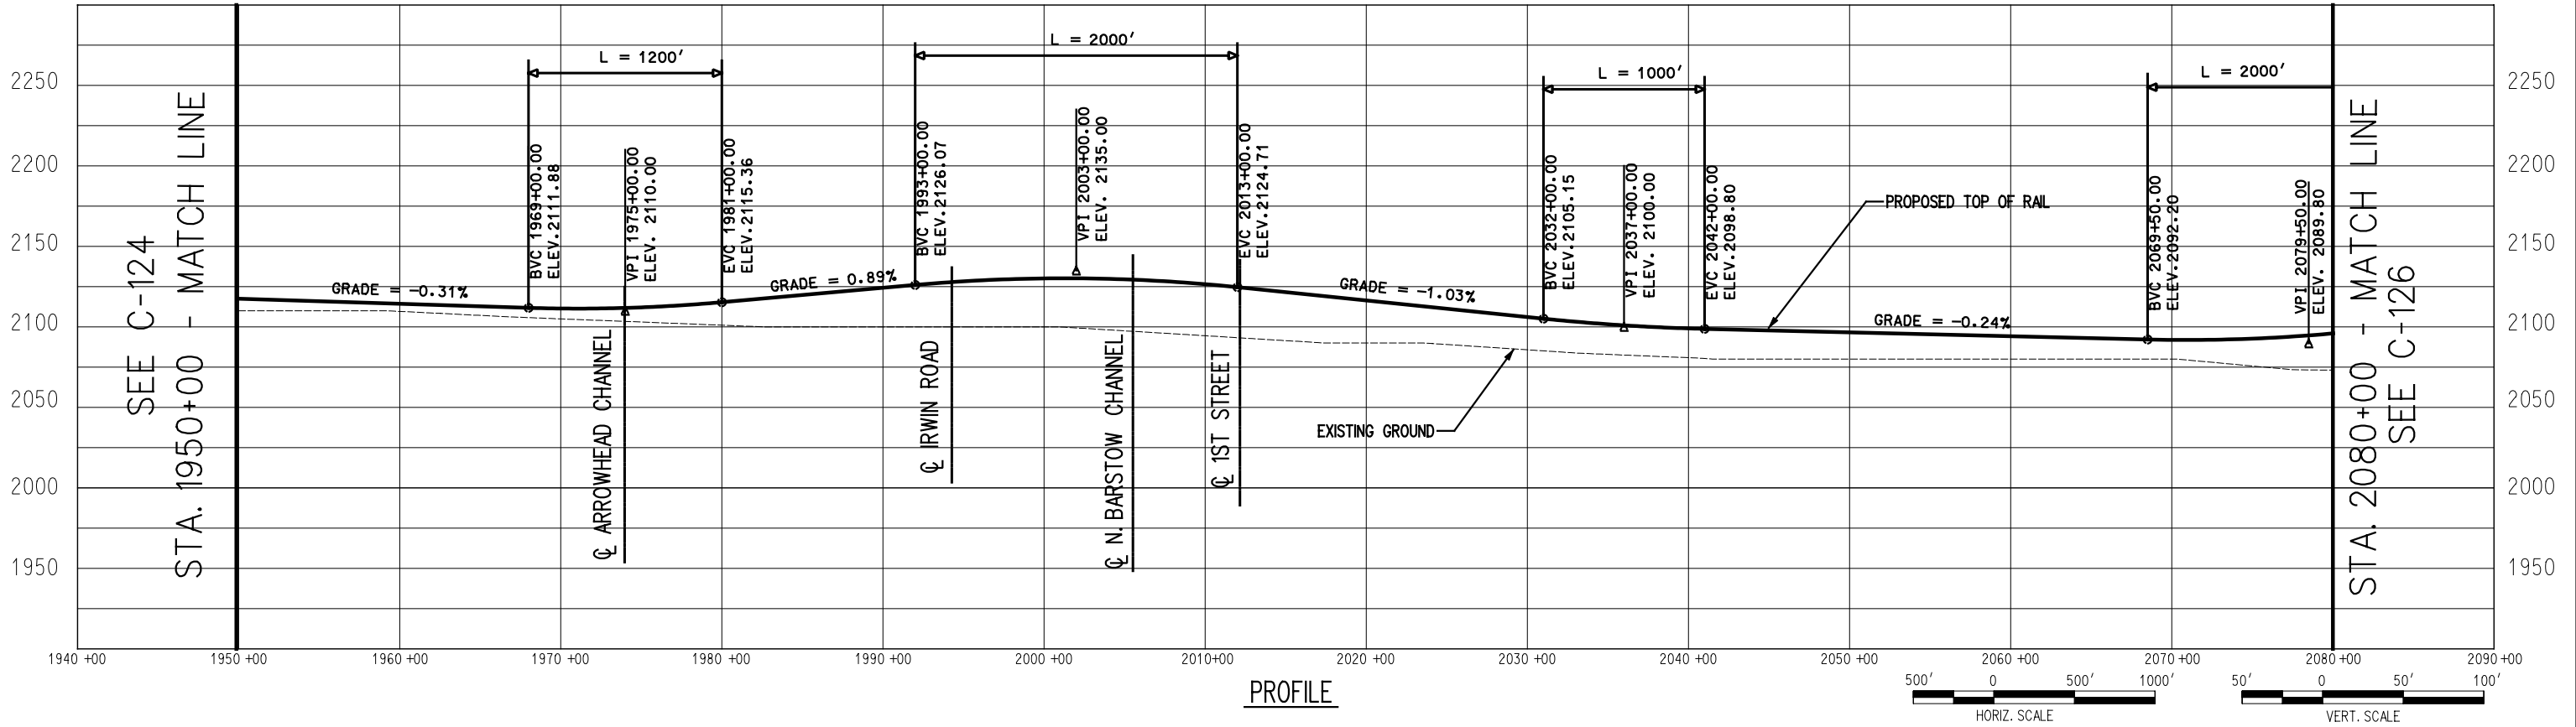 L = 1200'
L = 2000'
L = 1000'
L = 2000'
2250
2200
2150
2100
2050
2000
1950
SEE C-124
STA. 1950+00 - MATCH LINE
GRADE = -0.31%
BVC 1969+00.00
ELEV.2111.88
VPI 1975+00.00
ELEV. 2110.00
EVC 1981+00.00
ELEV.2115.36
GRADE = 0.89%
BVC 1993+00.00
ELEV.2126.07
VPI 2003+00.00
ELEV. 2135.00
EVC 2013+00.00
ELEV.2124.71
GRADE = -1.03%
BVC 2032+00.00
ELEV.2105.15
VPI 2037+00.00
ELEV. 2100.00
EVC 2042+00.00
ELEV.2098.80
PROPOSED TOP OF RAIL
GRADE = -0.24%
BVC 2069+50.00
ELEV.2092.20
VPI 2079+50.00
ELEV. 2089.80
STA. 2080+00 - MATCH LINE
SEE C-126
2250
2200
2150
2100
2050
2000
1950
℄ ARROWHEAD CHANNEL
℄ IRWIN ROAD
℄ N. BARSTOW CHANNEL
℄ 1ST STREET
EXISTING GROUND
1940 +00
1950 +00
1960 +00
1970 +00
1980 +00
1990 +00
2000 +00
2010 +00
2020 +00
2030 +00
2040 +00
2050 +00
2060 +00
2070 +00
2080 +00
2090 +00
PROFILE
500' 0 500' 1000'
HORIZ. SCALE
50' 0 50' 100'
VERT. SCALE